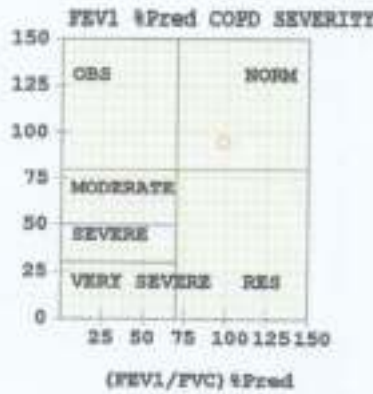 FEV1 %Pred COPD SEVERITY
150
OBS NORM
125
100
75
MODERATE
50
SEVERE
25
VERY SEVERE RES
0
25 50 75 100 125 150
(FEV1/FVC) %Pred